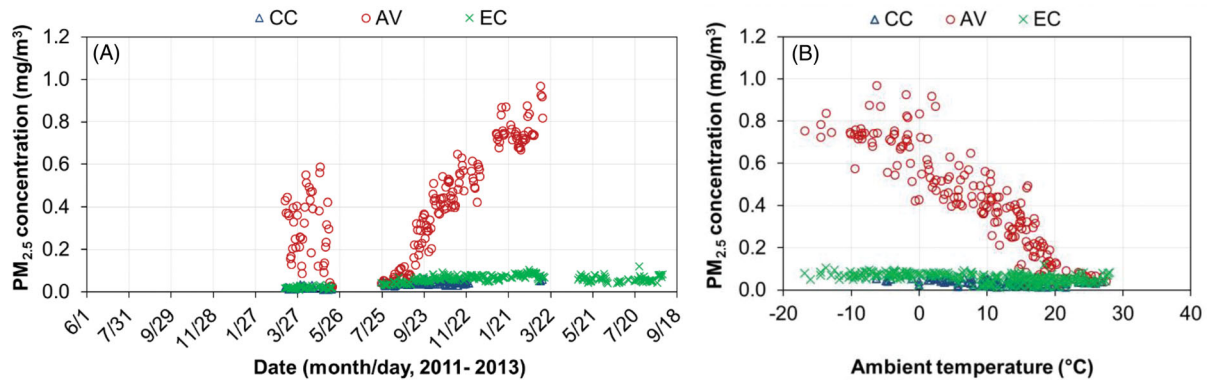 CC AV EC
CC AV EC
(A)
(B)
PM2.5 concentration (mg/m3)
1.2
1.0
0.8
0.6
0.4
0.2
0.0
6/1 7/31 9/29 11/28 1/27 3/27 5/26 7/25 9/23 11/22 1/21 3/22 5/21 7/20 9/18
Date (month/day, 2011- 2013)
PM2.5 concentration (mg/m3)
1.2
1.0
0.8
0.6
0.4
0.2
0.0
-20 -10 0 10 20 30 40
Ambient temperature (°C)